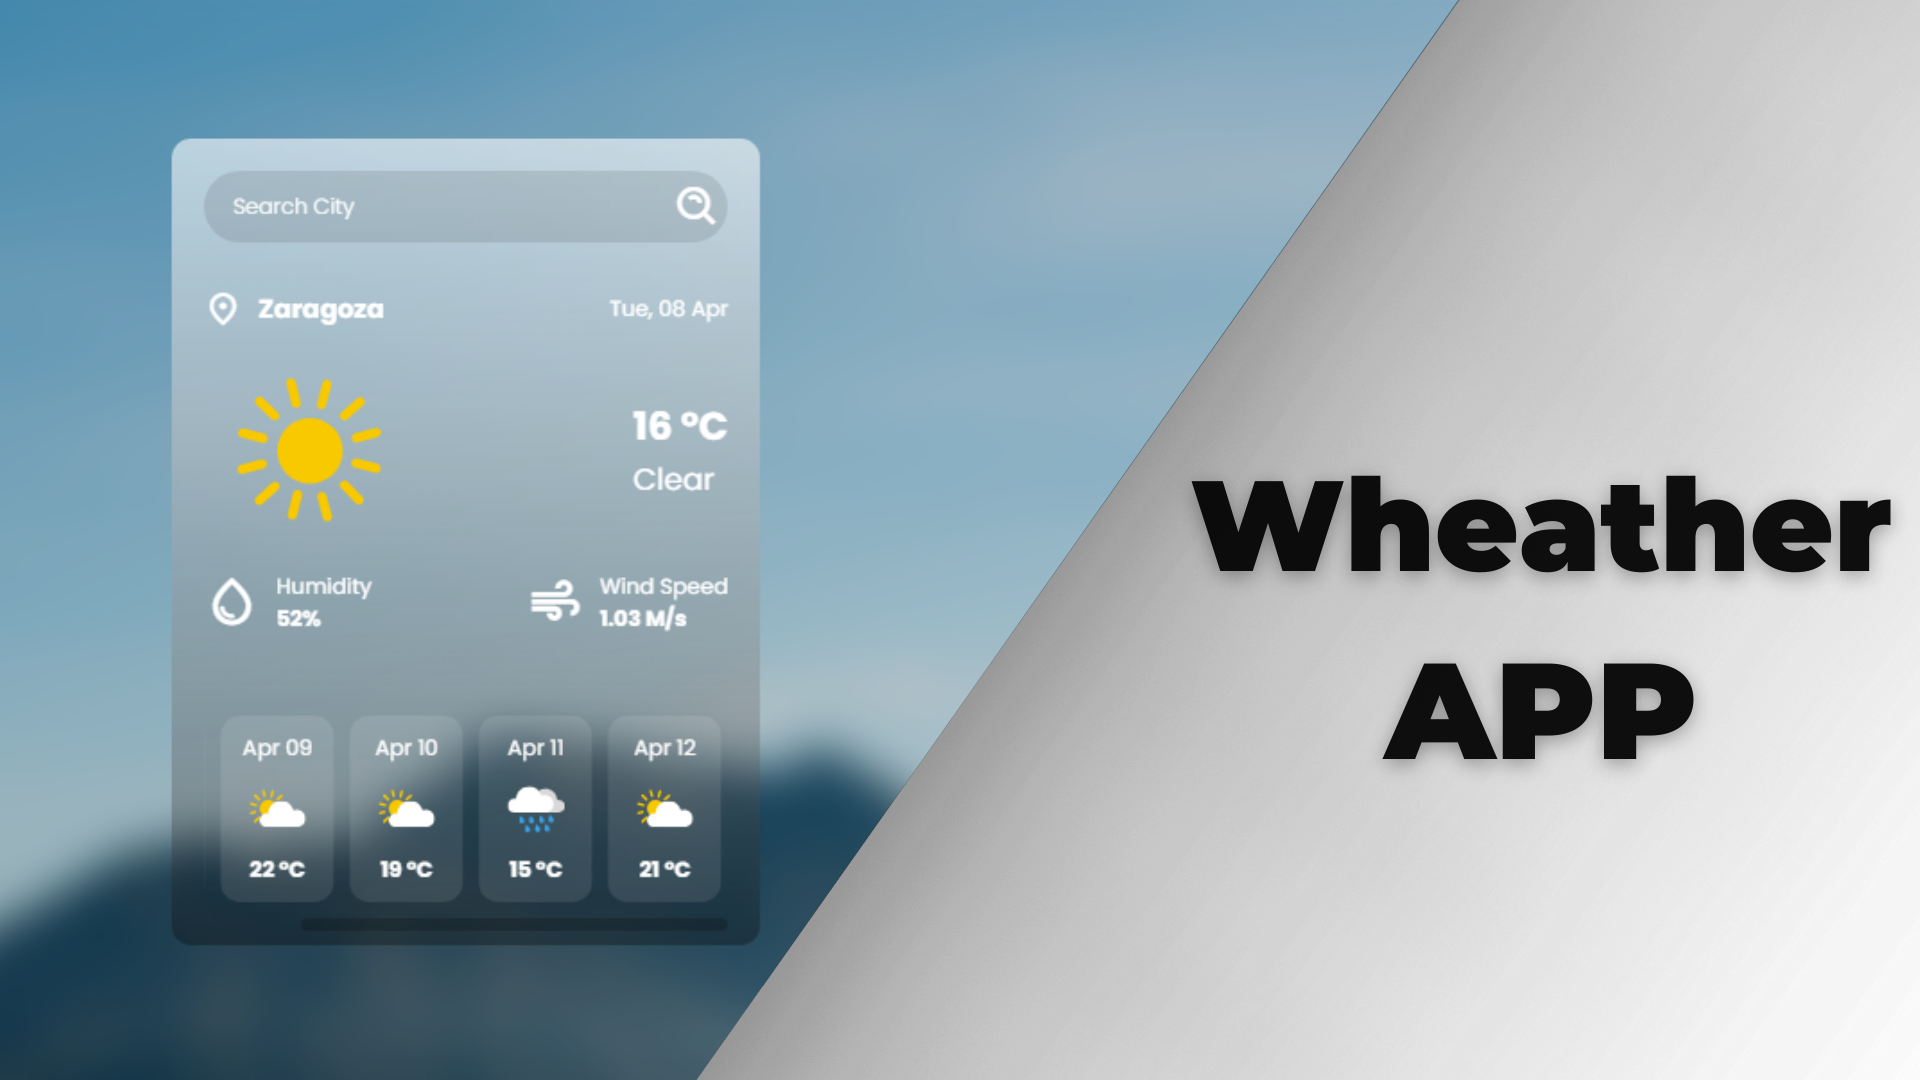 Search City
Zaragoza
Tue, 08 Apr
16 °C
Clear
Humidity
52%
Wind Speed
1.03 M/s
Apr 09
22 °C
Apr 10
19 °C
Apr 11
15 °C
Apr 12
21 °C
Wheather
APP